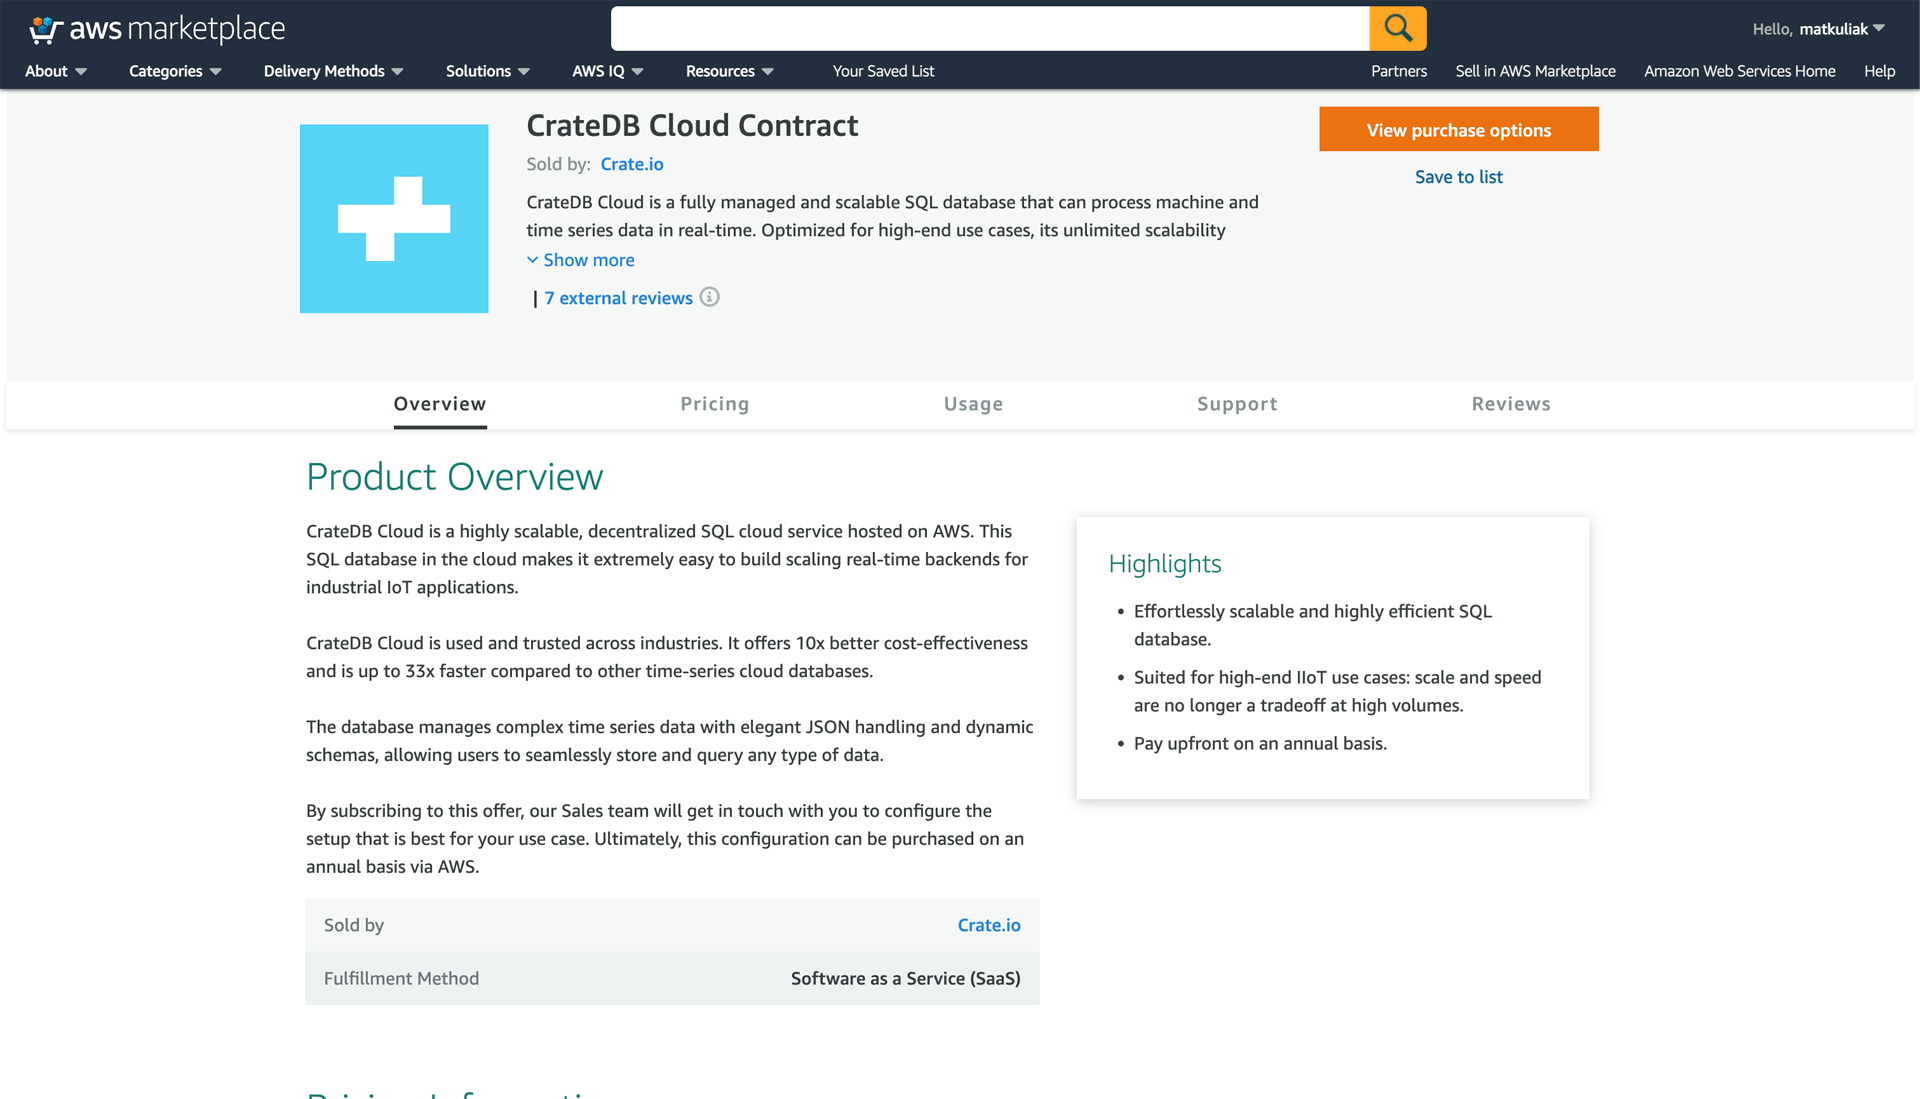 aws marketplace
Hello, matkuliak
About
Categories
Delivery Methods
Solutions
AWS IQ
Resources
Your Saved List
Partners
Sell in AWS Marketplace
Amazon Web Services Home
Help
CrateDB Cloud Contract
Sold by: Crate.io
CrateDB Cloud is a fully managed and scalable SQL database that can process machine and
time series data in real-time. Optimized for high-end use cases, its unlimited scalability
Show more
| 7 external reviews
View purchase options
Save to list
Overview
Pricing
Usage
Support
Reviews
Product Overview
CrateDB Cloud is a highly scalable, decentralized SQL cloud service hosted on AWS. This
SQL database in the cloud makes it extremely easy to build scaling real-time backends for
industrial IoT applications.
CrateDB Cloud is used and trusted across industries. It offers 10x better cost-effectiveness
and is up to 33x faster compared to other time-series cloud databases.
The database manages complex time series data with elegant JSON handling and dynamic
schemas, allowing users to seamlessly store and query any type of data.
By subscribing to this offer, our Sales team will get in touch with you to configure the
setup that is best for your use case. Ultimately, this configuration can be purchased on an
annual basis via AWS.
Sold by
Crate.io
Fulfillment Method
Software as a Service (SaaS)
Highlights
• Effortlessly scalable and highly efficient SQL
database.
• Suited for high-end IIoT use cases: scale and speed
are no longer a tradeoff at high volumes.
• Pay upfront on an annual basis.